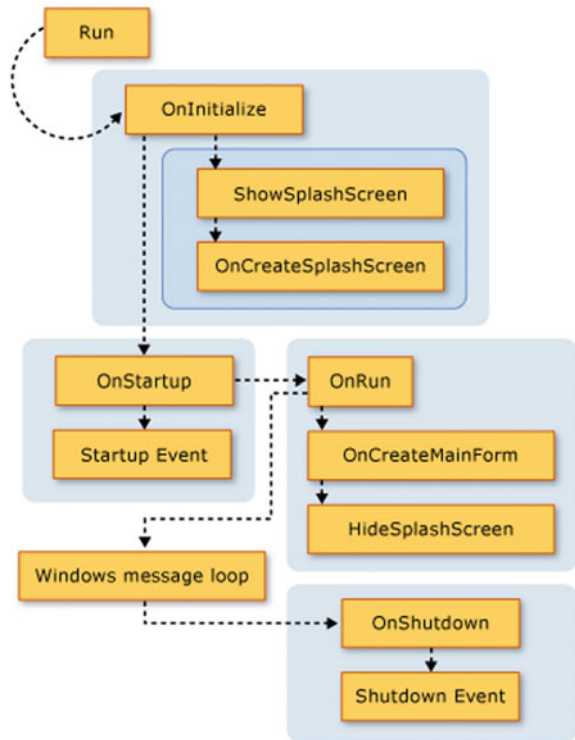 Run
OnInitialize
ShowSplashScreen
OnCreateSplashScreen
OnStartup
Startup Event
OnRun
OnCreateMainForm
HideSplashScreen
Windows message loop
OnShutdown
Shutdown Event